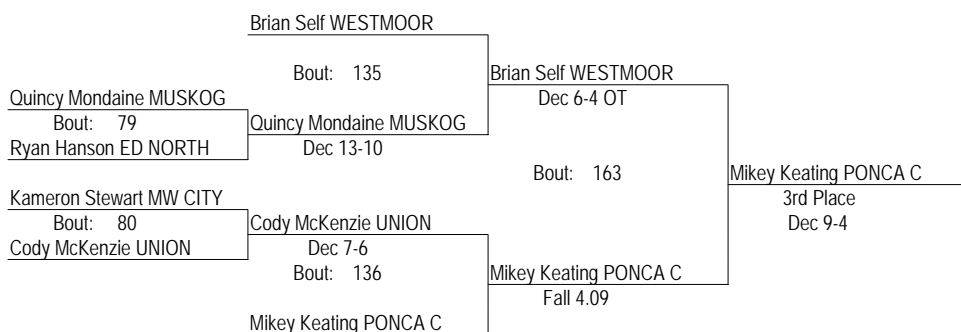 Brian Self WESTMOOR
Bout: 135
Brian Self WESTMOOR
Dec 6-4 OT
Quincy Mondaine MUSKOG
Bout: 79
Ryan Hanson ED NORTH
Quincy Mondaine MUSKOG
Dec 13-10
Bout: 163
Mikey Keating PONCA C
3rd Place
Dec 9-4
Kameron Stewart MW CITY
Bout: 80
Cody McKenzie UNION
Cody McKenzie UNION
Dec 7-6
Bout: 136
Mikey Keating PONCA C
Fall 4.09
Mikey Keating PONCA C